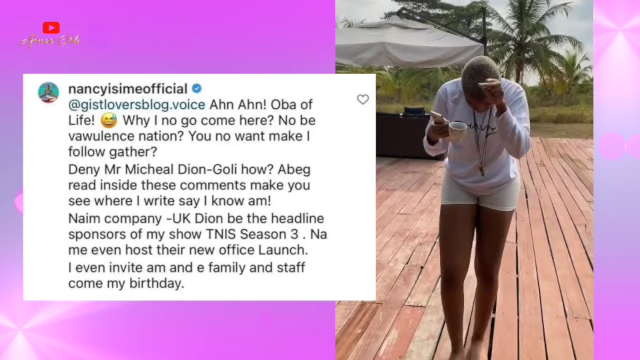 nancyisimeofficial
@gistloversblog.voice Ahn Ahn! Oba of
Life! 😅 Why I no go come here? No be
vawulence nation? You no want make I
follow gather?
Deny Mr Micheal Dion-Goli how? Abeg
read inside these comments make you
see where I write say I know am!
Naim company -UK Dion be the headline
sponsors of my show TNIS Season 3 . Na
me even host their new office Launch.
I even invite am and e family and staff
come my birthday.